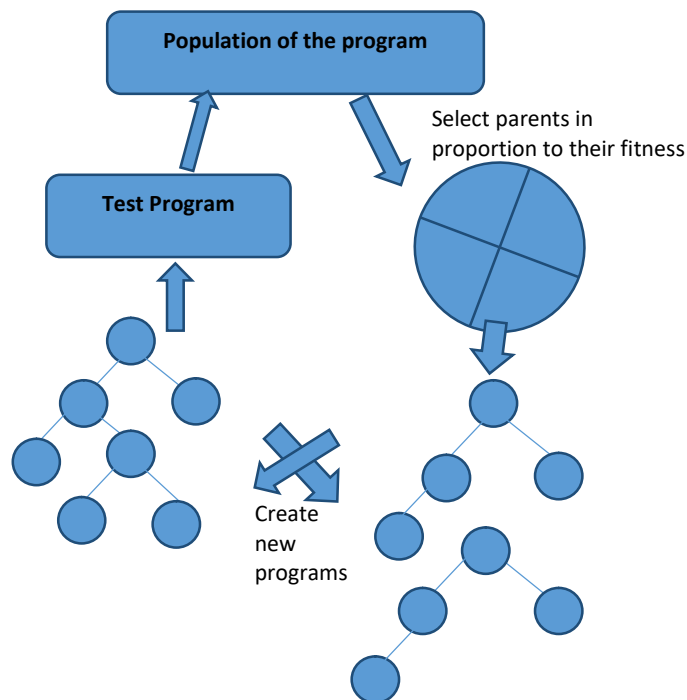 Population of the program
Select parents in
proportion to their fitness
Test Program
Create
new
programs